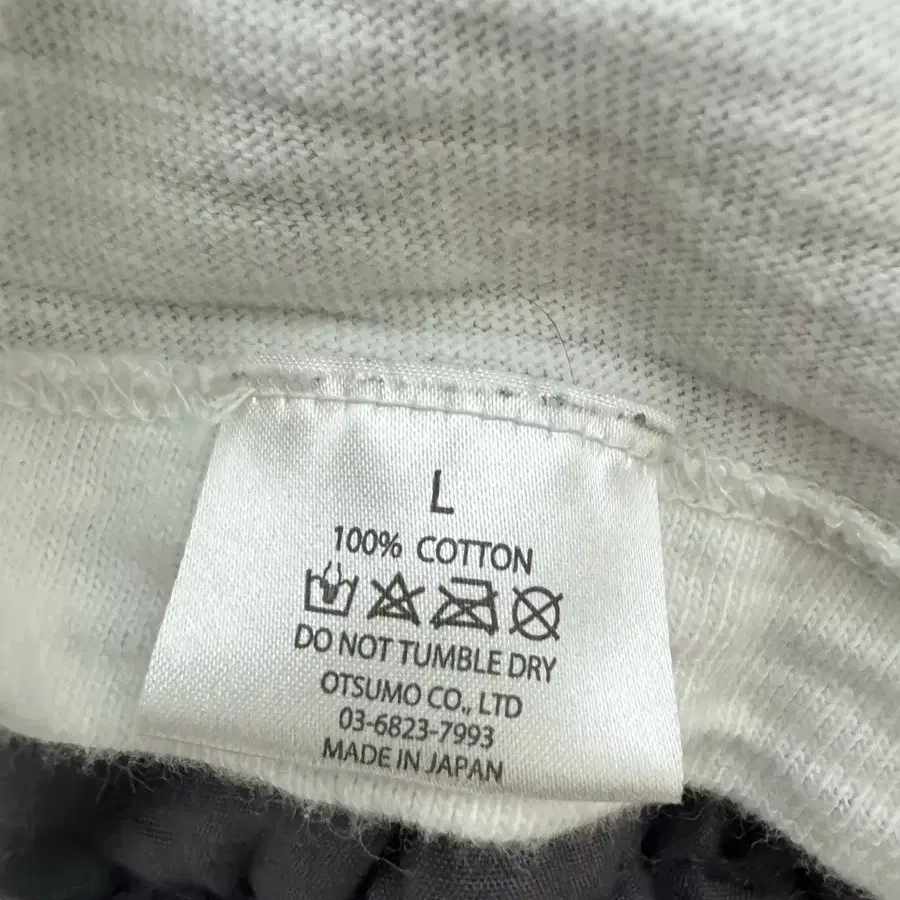 L
100% COTTON
DO NOT TUMBLE DRY
OTSUMO CO., LTD
03-6823-7993
MADE IN JAPAN